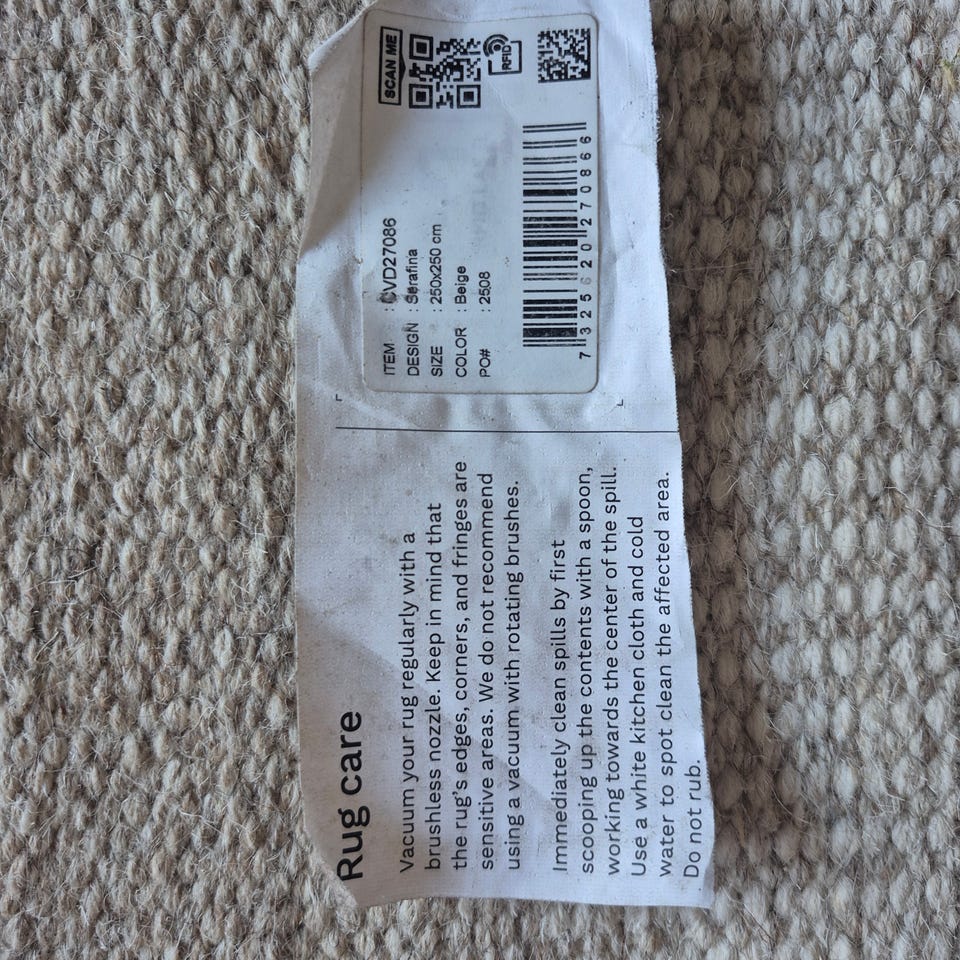 Rug care
Vacuum your rug regularly with a
brushless nozzle. Keep in mind that
the rug's edges, corners, and fringes are
sensitive areas. We do not recommend
using a vacuum with rotating brushes.
Immediately clean spills by first
scooping up the contents with a spoon,
working towards the center of the spill.
Use a white kitchen cloth and cold
water to spot clean the affected area.
Do not rub.
SCAN ME
RFID
ITEM : CVD27086
DESIGN : Serafina
SIZE : 250x250 cm
COLOR : Beige
PO# : 2508
7 325620 270866